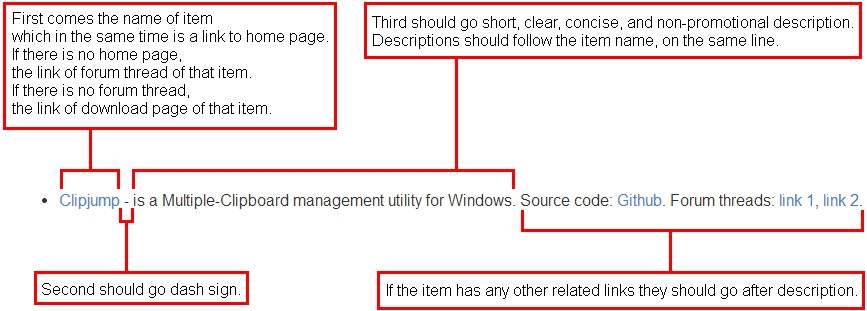 First comes the name of item
which in the same time is a link to home page.
If there is no home page,
the link of forum thread of that item.
If there is no forum thread,
the link of download page of that item.
Third should go short, clear, concise, and non-promotional description.
Descriptions should follow the item name, on the same line.
• Clipjump - is a Multiple-Clipboard management utility for Windows. Source code: Github. Forum threads: link 1, link 2.
Second should go dash sign.
If the item has any other related links they should go after description.